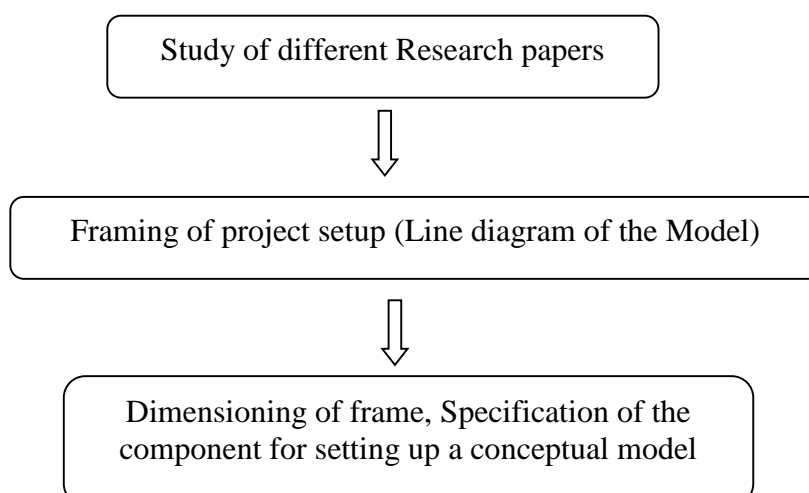 Study of different Research papers
Framing of project setup (Line diagram of the Model)
Dimensioning of frame, Specification of the
component for setting up a conceptual model